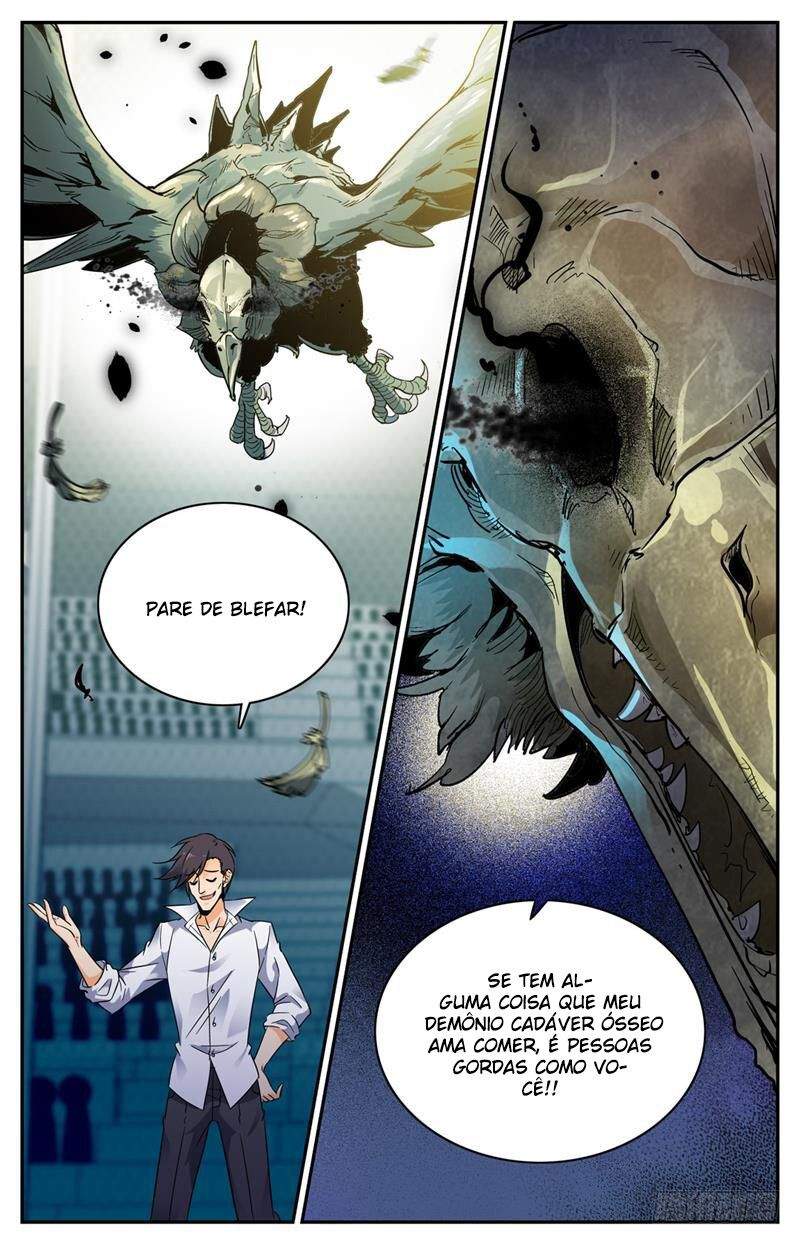 PARE DE BLEFAR!
SE TEM AL-
GUMA COISA QUE MEU
DEMÔNIO CADÁVER ÓSSEO
AMA COMER, É PESSOAS
GORDAS COMO VO-
CÊ!!